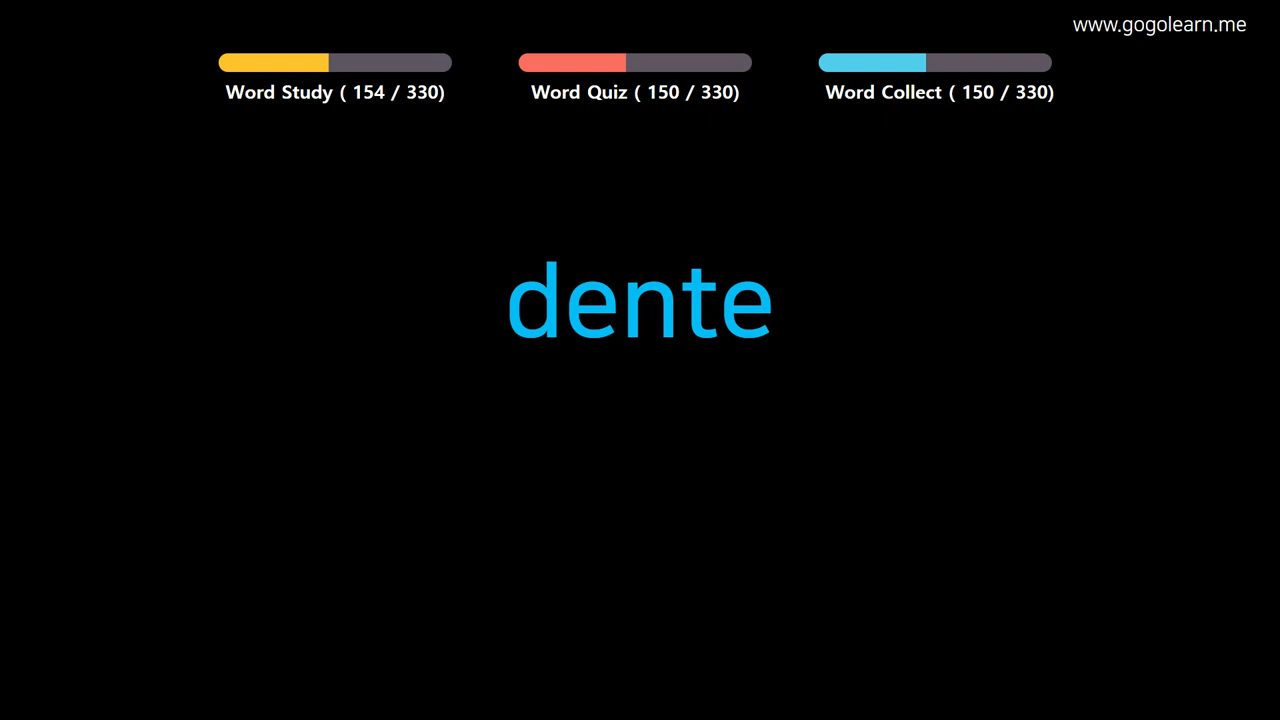 www.gogolearn.me
Word Study ( 154 / 330)
Word Quiz ( 150 / 330)
Word Collect ( 150 / 330)
dente